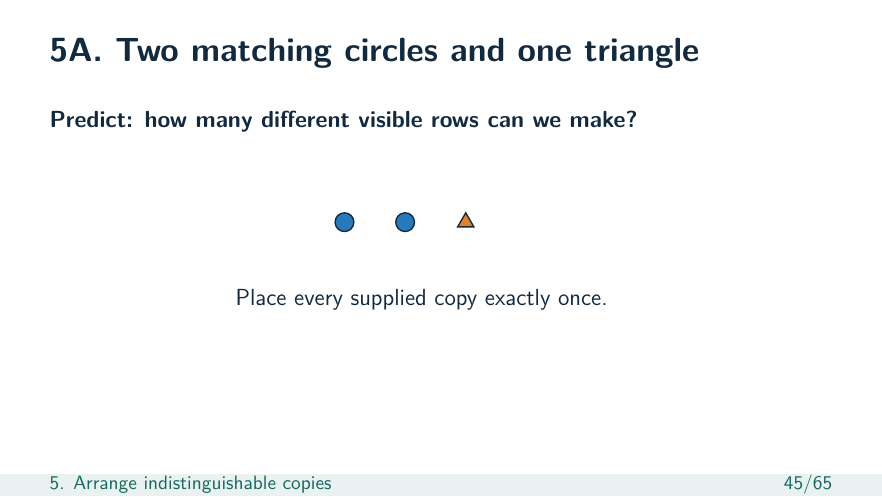 5A. Two matching circles and one triangle
Predict: how many different visible rows can we make?
Place every supplied copy exactly once.
5. Arrange indistinguishable copies
45/65